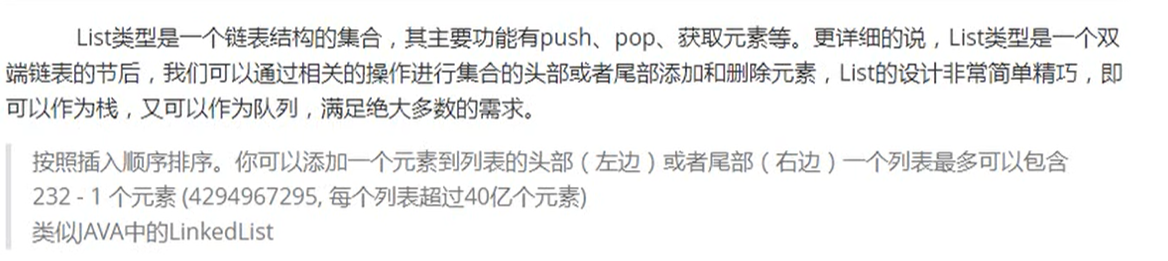 List类型是一个链表结构的集合，其主要功能有push、pop、获取元素等。更详细的说，List类型是一个双
端链表的节后，我们可以通过相关的操作进行集合的头部或者尾部添加和删除元素，List的设计非常简单精巧，即
可以作为栈，又可以作为队列，满足绝大多数的需求。
按照插入顺序排序。你可以添加一个元素到列表的头部（左边）或者尾部（右边）一个列表最多可以包含
232 - 1 个元素 (4294967295, 每个列表超过40亿个元素)
类似JAVA中的LinkedList